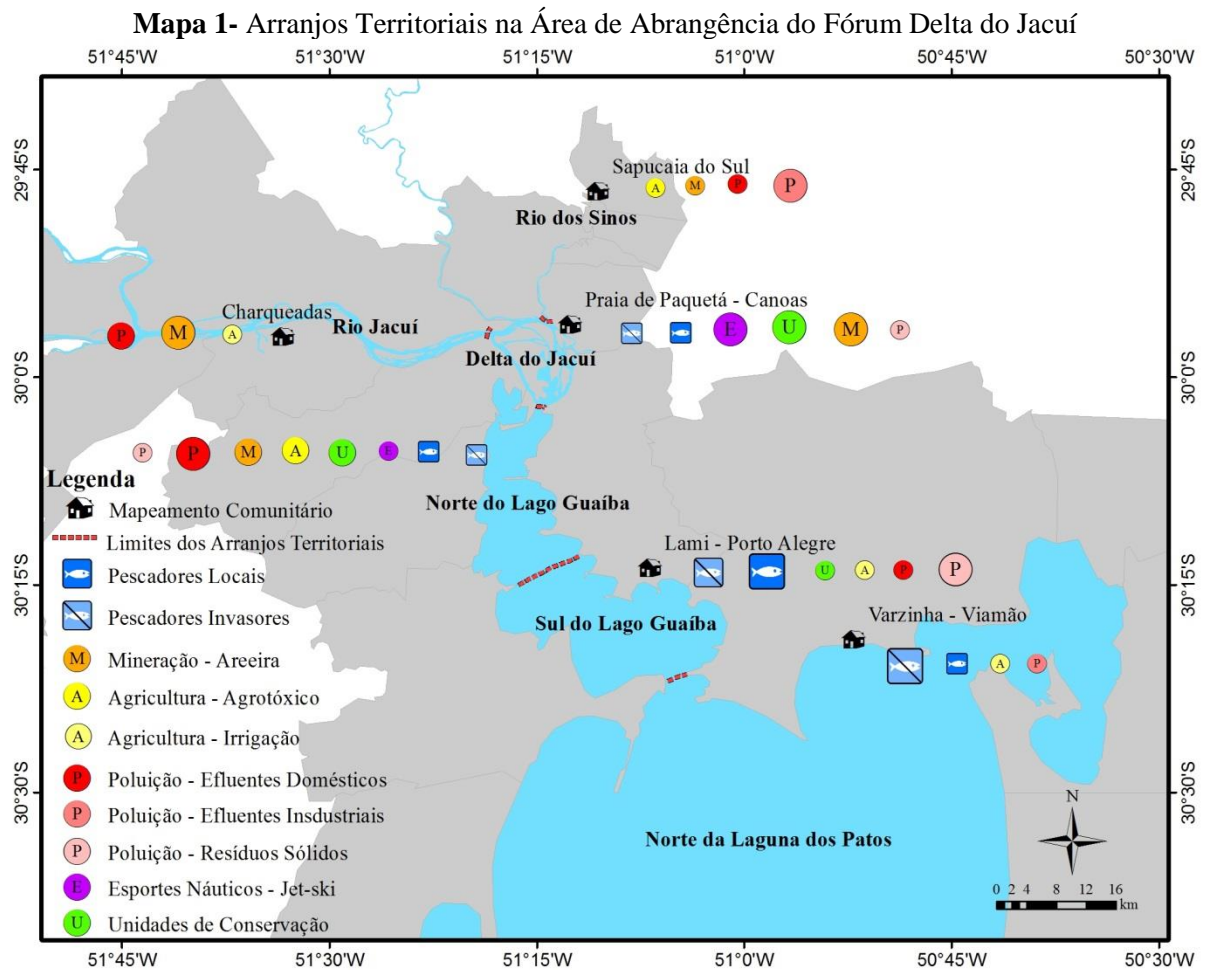 Mapa 1- Arranjos Territoriais na Área de Abrangência do Fórum Delta do Jacuí
51°45'W 51°30'W 51°15'W 51°0'W 50°45'W 50°30'W
29°45'S 29°45'S
Sapucaia do Sul
A M P P
Rio dos Sinos
Charqueadas
P M A
Rio Jacuí
Praia de Paquetá - Canoas
E U M P
Delta do Jacuí
30°0'S 30°0'S
P P M A U E
Norte do Lago Guaíba
Legenda
Mapeamento Comunitário
Limites dos Arranjos Territoriais
Pescadores Locais
Pescadores Invasores
M Mineração - Areeira
A Agricultura - Agrotóxico
A Agricultura - Irrigação
P Poluição - Efluentes Domésticos
P Poluição - Efluentes Insdustriais
P Poluição - Resíduos Sólidos
E Esportes Náuticos - Jet-ski
U Unidades de Conservação
Lami - Porto Alegre
U A P P
30°15'S 30°15'S
Sul do Lago Guaíba
Varzinha - Viamão
A P
30°30'S 30°30'S
Norte da Laguna dos Patos
N
0 2 4 8 12 16
km
51°45'W 51°30'W 51°15'W 51°0'W 50°45'W 50°30'W